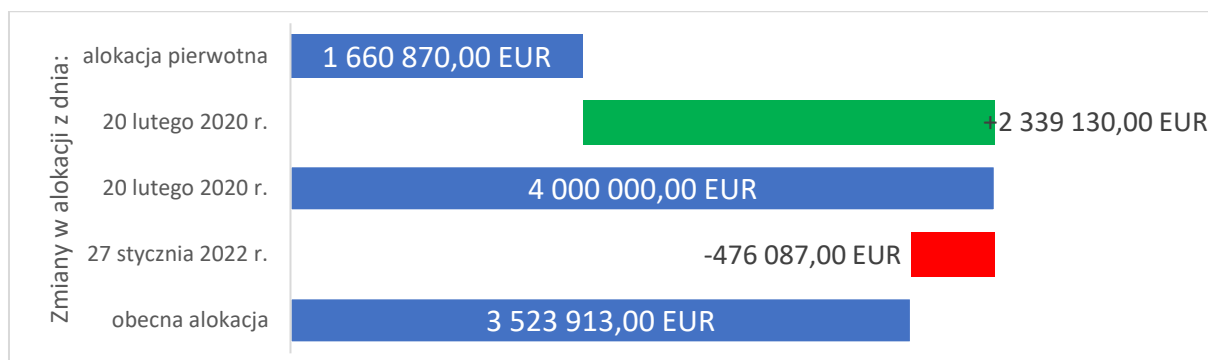 Zmiany w alokacji z dnia:
alokacja pierwotna
1 660 870,00 EUR
20 lutego 2020 r.
+2 339 130,00 EUR
20 lutego 2020 r.
4 000 000,00 EUR
27 stycznia 2022 r.
-476 087,00 EUR
obecna alokacja
3 523 913,00 EUR